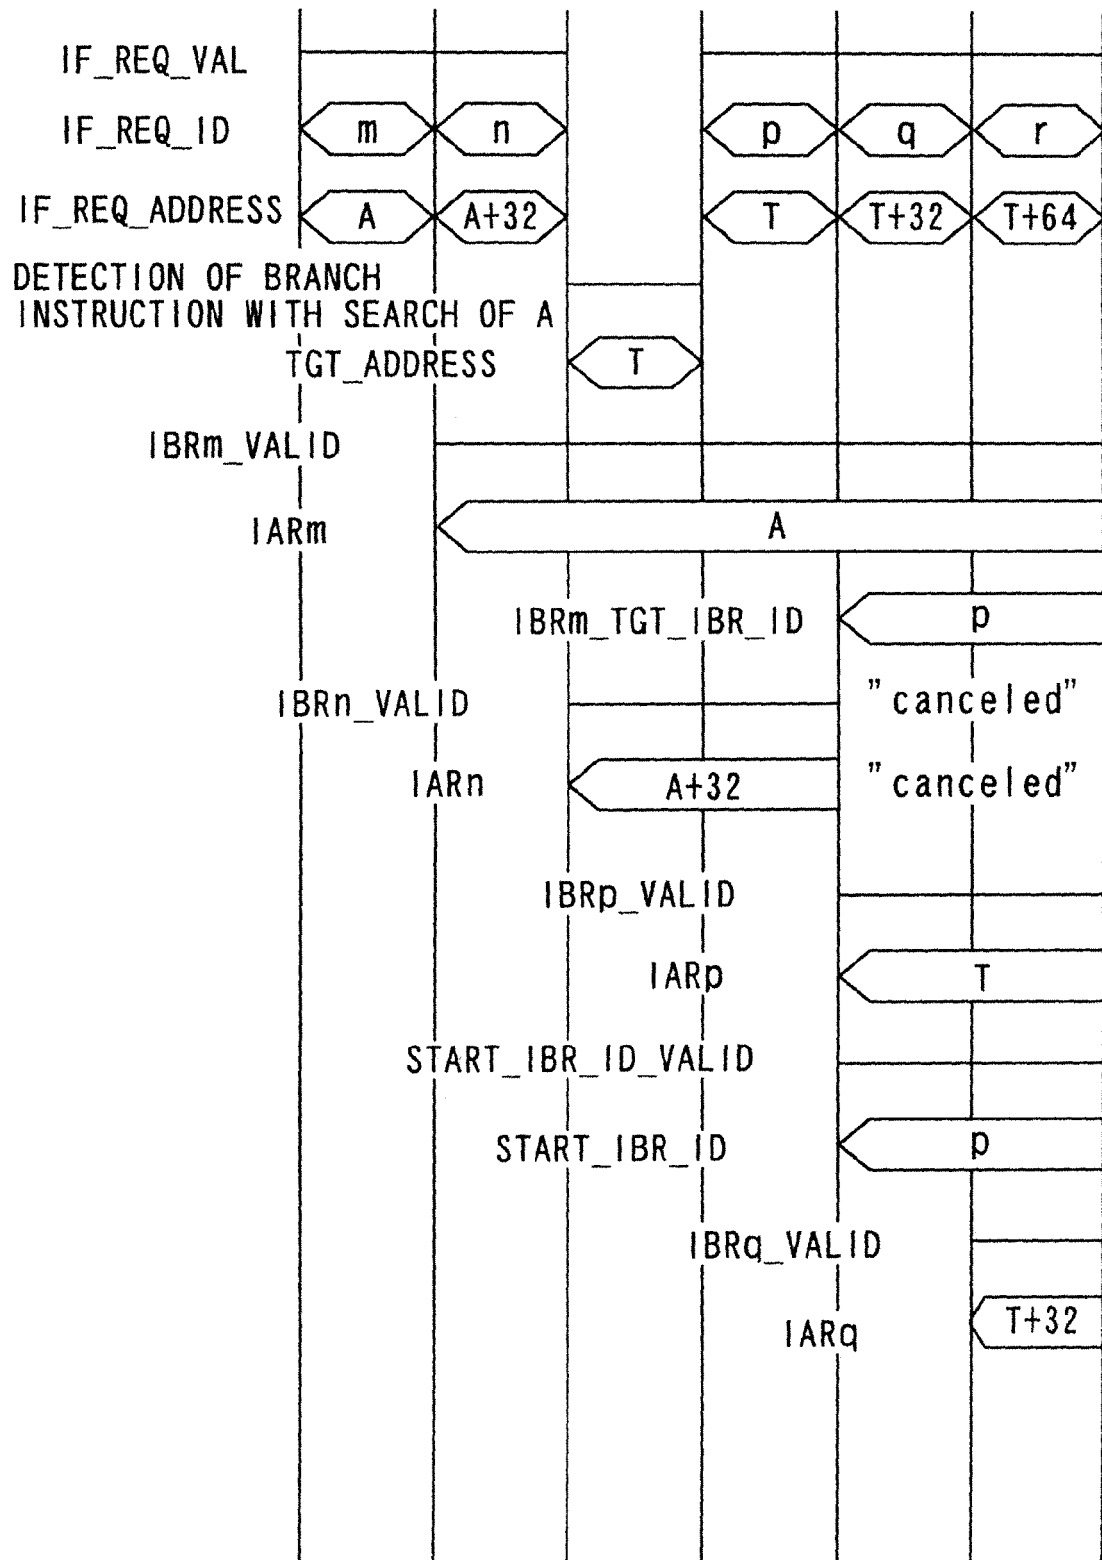 IF_REQ_VAL
IF_REQ_ID m n p q r
IF_REQ_ADDRESS A A+32 T T+32 T+64
DETECTION OF BRANCH
INSTRUCTION WITH SEARCH OF A
TGT_ADDRESS T
IBRm_VALID
IARm A
IBRm_TGT_IBR_ID p
IBRn_VALID "canceled"
IARn A+32 "canceled"
IBRp_VALID
IARp T
START_IBR_ID_VALID
START_IBR_ID p
IBRq_VALID
IARq T+32